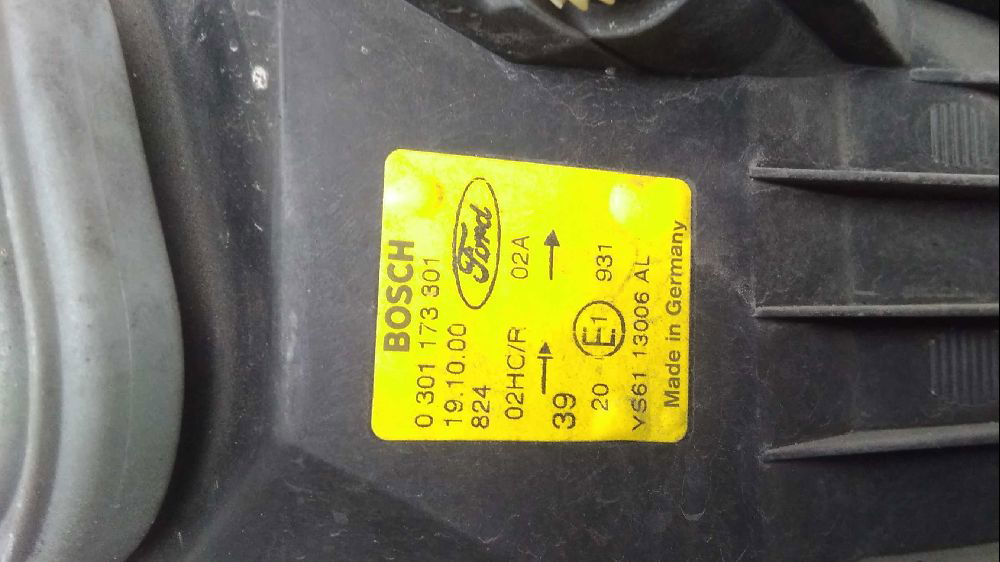 BOSCH
0 301 173 301
19.10.00
824
Ford
02HC/R 02A
39
20 E1 931
YS61 13006 AL
Made in Germany